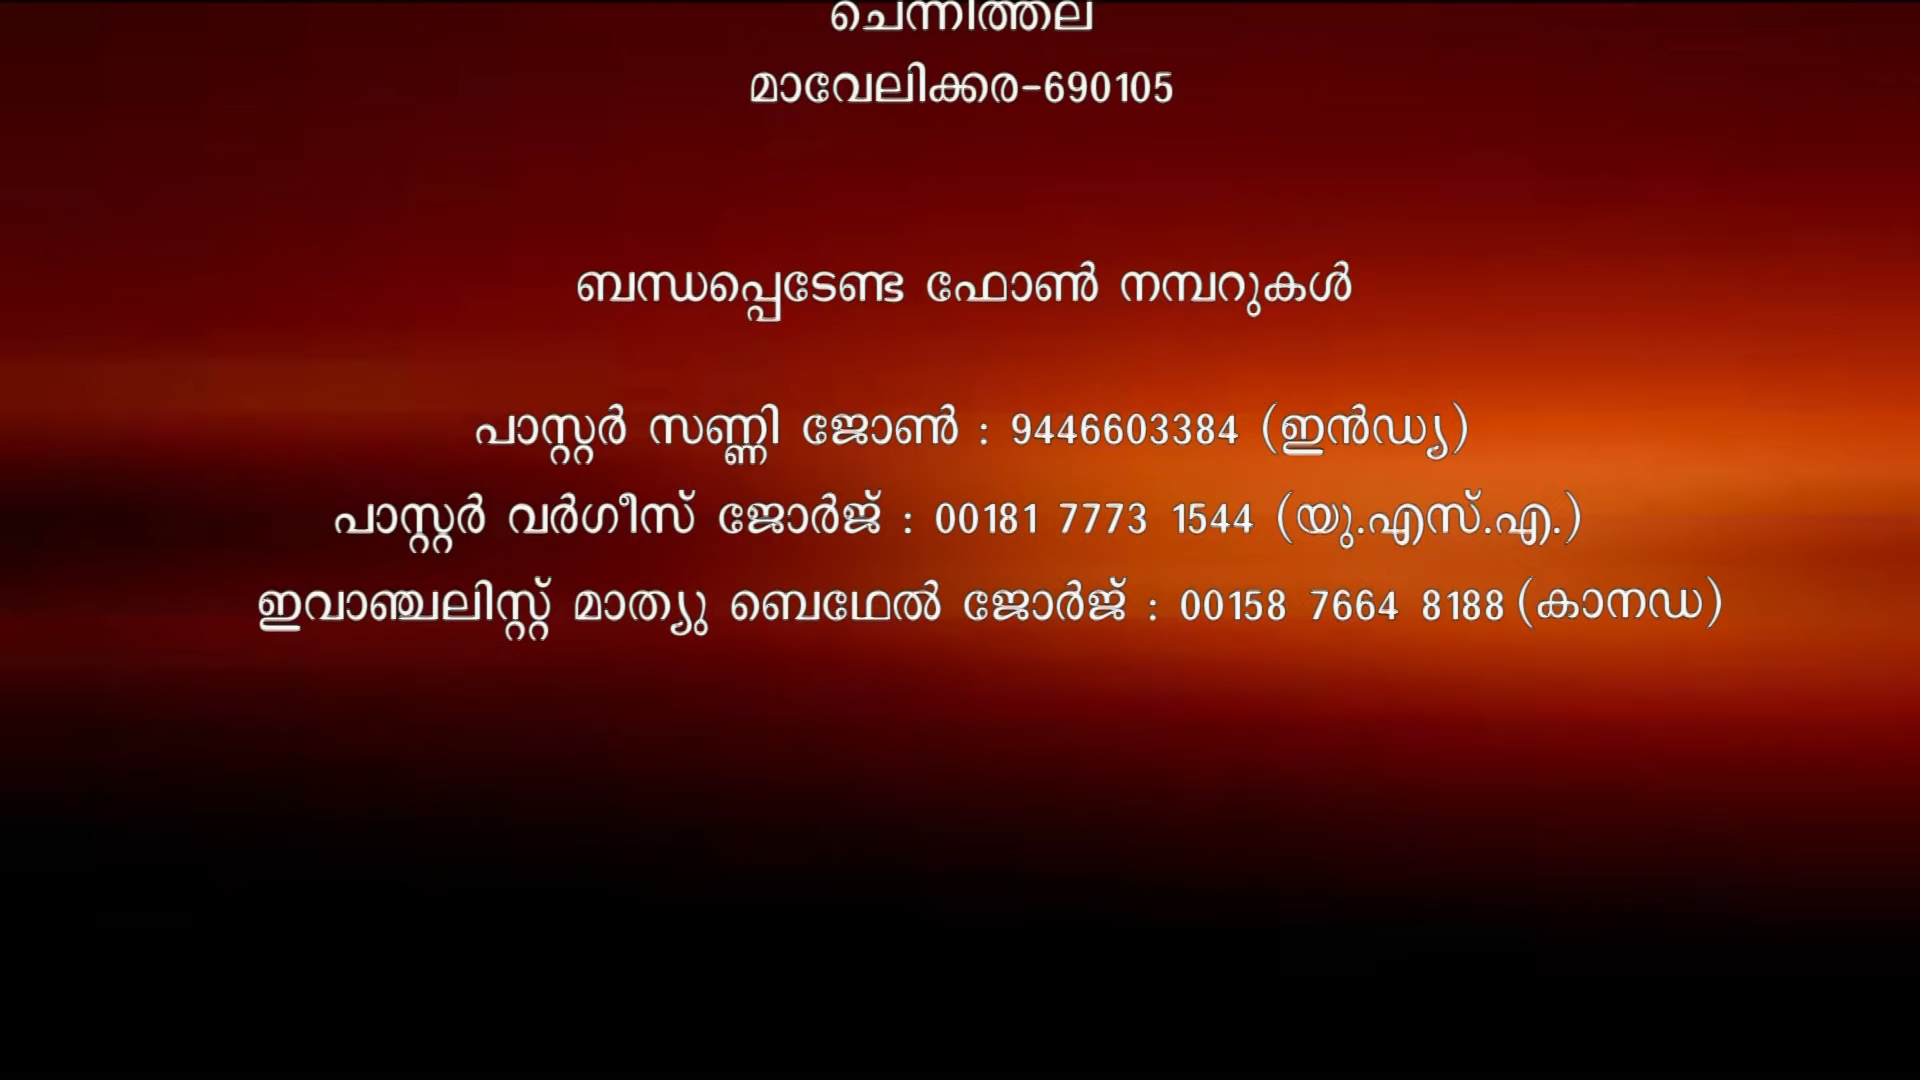 ചെന്നിത്തല
മാവേലിക്കര-690105
ബന്ധപ്പെടേണ്ട ഫോൺ നമ്പറുകൾ
പാസ്റ്റർ സണ്ണി ജോൺ : 9446603384 (ഇൻഡ്യ)
പാസ്റ്റർ വർഗീസ് ജോർജ് : 00181 7773 1544 (യു.എസ്.എ.)
ഇവാഞ്ചലിസ്റ്റ് മാത്യു ബെഥേൽ ജോർജ് : 00158 7664 8188 (കാനഡ)